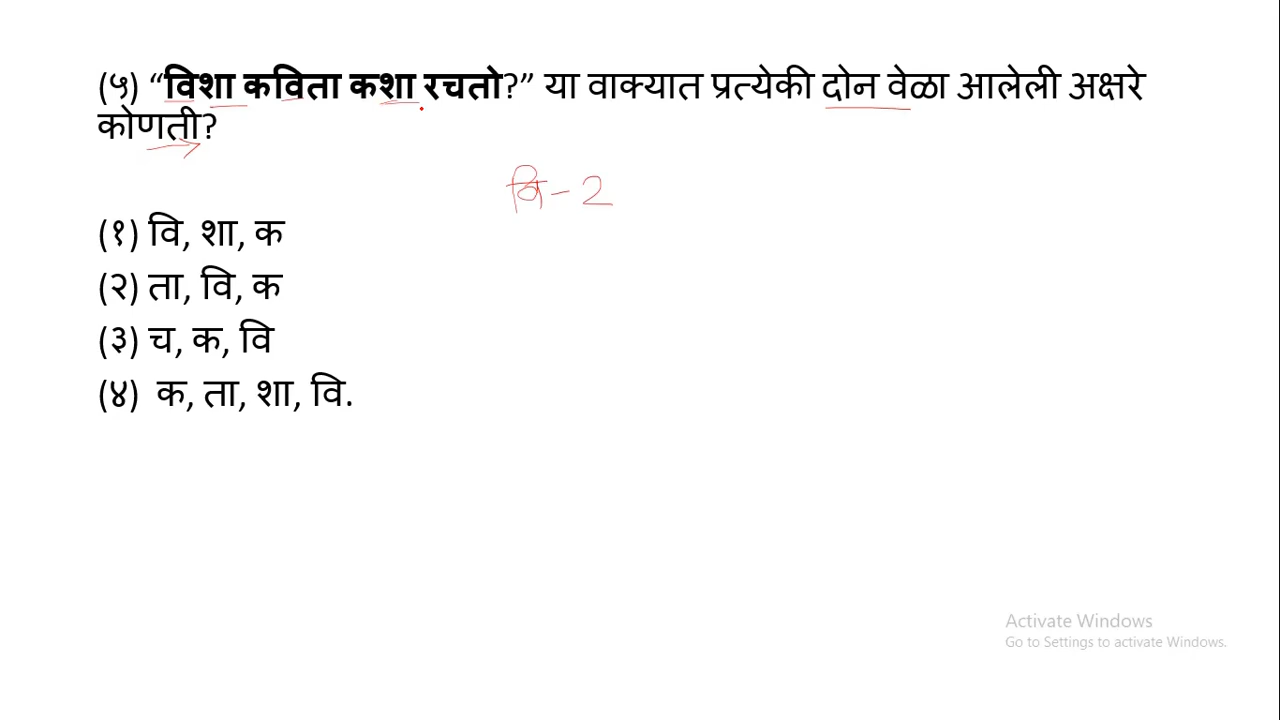 (५) “विशा कविता कशा रचतो?” या वाक्यात प्रत्येकी दोन वेळा आलेली अक्षरे
कोणती?
वि - 2
(१) वि, शा, क
(२) ता, वि, क
(३) च, क, वि
(४) क, ता, शा, वि.
Activate Windows
Go to Settings to activate Windows.